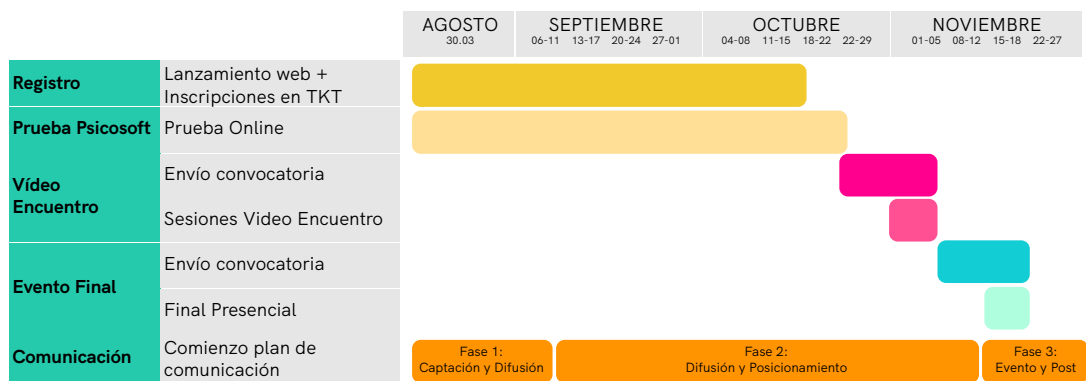 AGOSTO SEPTIEMBRE OCTUBRE NOVIEMBRE
30.03 06-11 13-17 20-24 27-01 04-08 11-15 18-22 22-29 01-05 08-12 15-18 22-27
Registro
Lanzamiento web +
Inscripciones en TKT
Prueba Psicosoft
Prueba Online
Vídeo
Encuentro
Envío convocatoria
Sesiones Video Encuentro
Evento Final
Envío convocatoria
Final Presencial
Comunicación
Comienzo plan de
comunicación
Fase 1:
Captación y Difusión
Fase 2:
Difusión y Posicionamiento
Fase 3:
Evento y Post